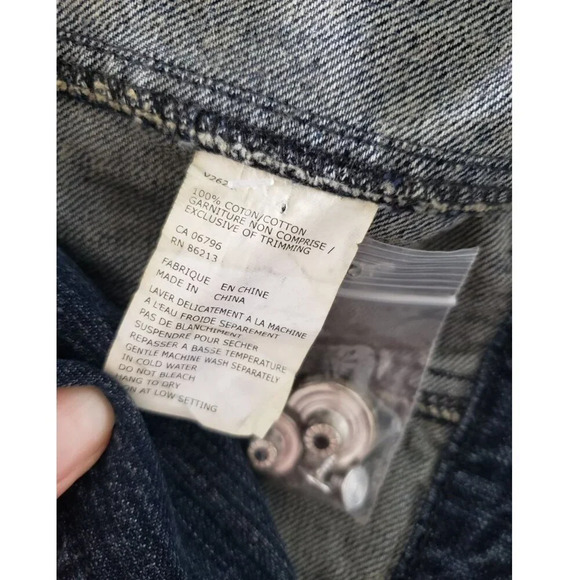 V262
100% COTON/COTTON
GARNITURE NON COMPRISE/
EXCLUSIVE OF TRIMMING
CA 06796
RN 86213
FABRIQUE EN CHINE
MADE IN CHINA
LAVER DELICATEMENT A LA MACHINE
A L'EAU FROIDE SEPAREMENT
PAS DE BLANCHIMENT
SUSPENDRE POUR SECHER
REPASSER A BASSE TEMPERATURE
GENTLE MACHINE WASH SEPARATELY
IN COLD WATER
DO NOT BLEACH
HANG TO DRY
ON AT LOW SETTING